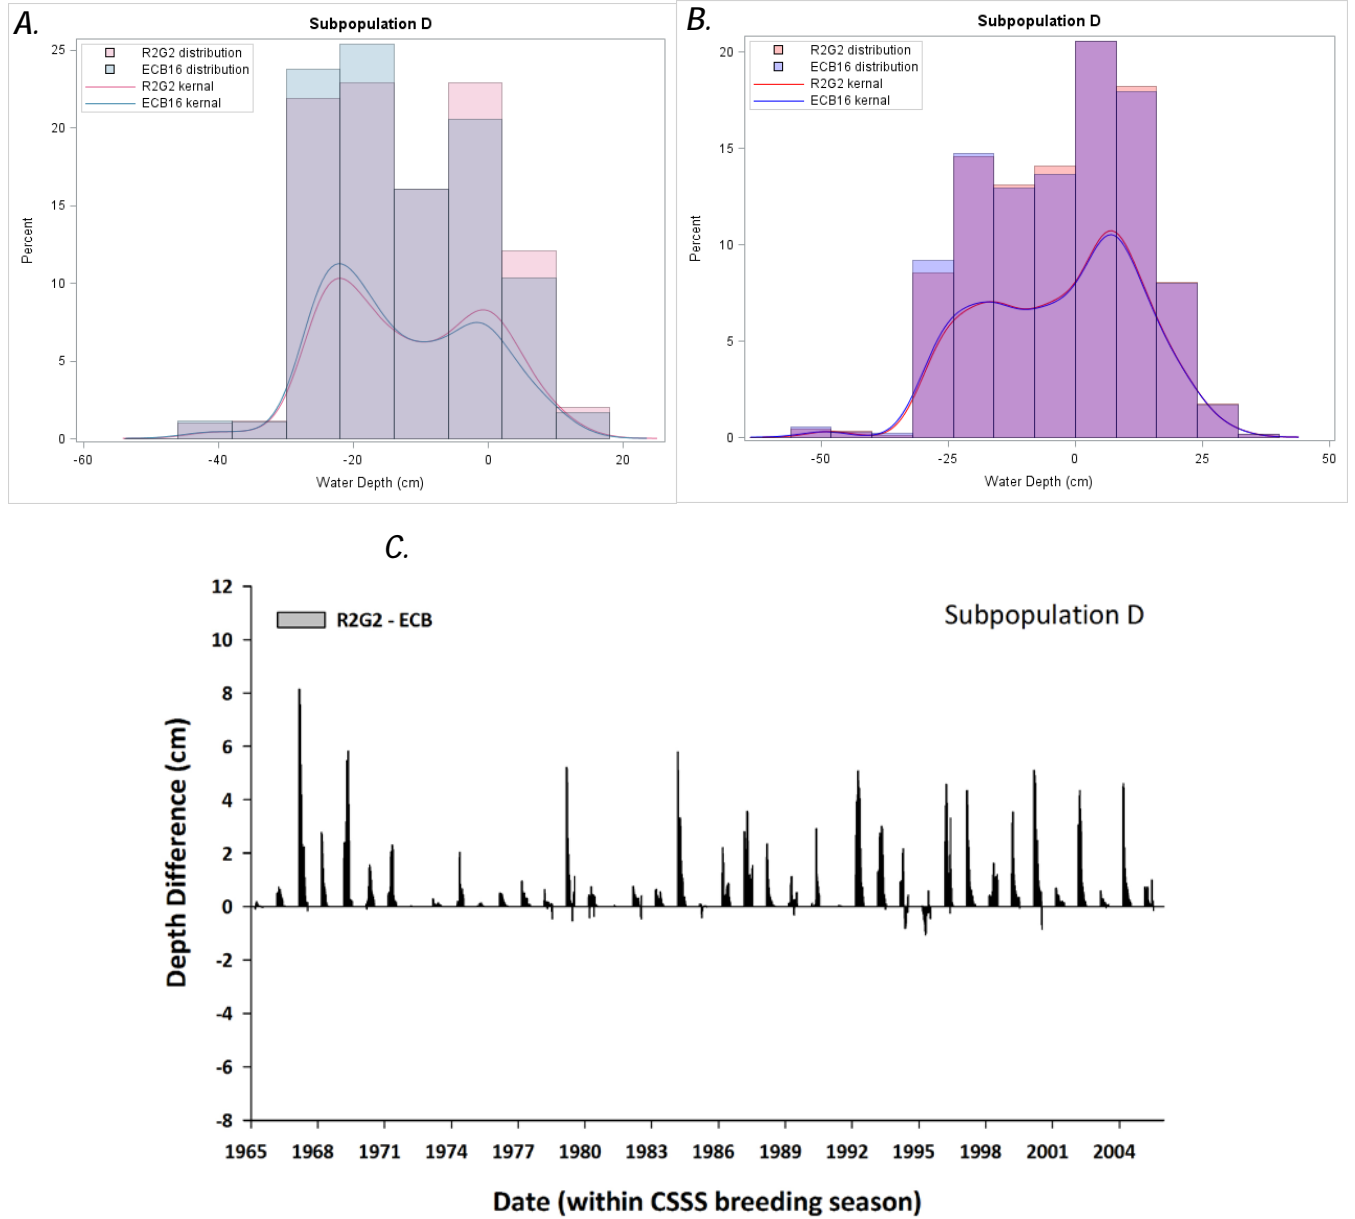 A.
Subpopulation D
R2G2 distribution
ECB16 distribution
R2G2 kernal
ECB16 kernal
25
20
15
10
5
0
Percent
-60
-40
-20
0
20
Water Depth (cm)
B.
Subpopulation D
R2G2 distribution
ECB16 distribution
R2G2 kernal
ECB16 kernal
20
15
10
5
0
Percent
-50
-25
0
25
50
Water Depth (cm)
C.
Subpopulation D
R2G2 - ECB
12
10
8
6
4
2
0
-2
-4
-6
-8
Depth Difference (cm)
1965
1968
1971
1974
1977
1980
1983
1986
1989
1992
1995
1998
2001
2004
Date (within CSSS breeding season)